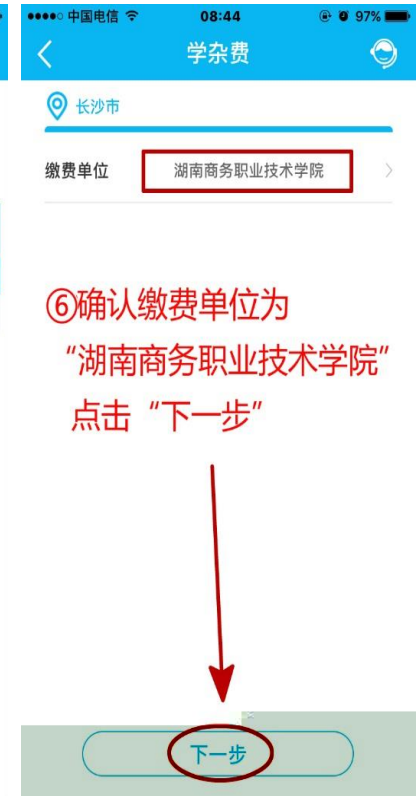 中国电信 08:44 97%
学杂费
长沙市
缴费单位 湖南商务职业技术学院
⑥确认缴费单位为
“湖南商务职业技术学院”
点击“下一步”
下一步